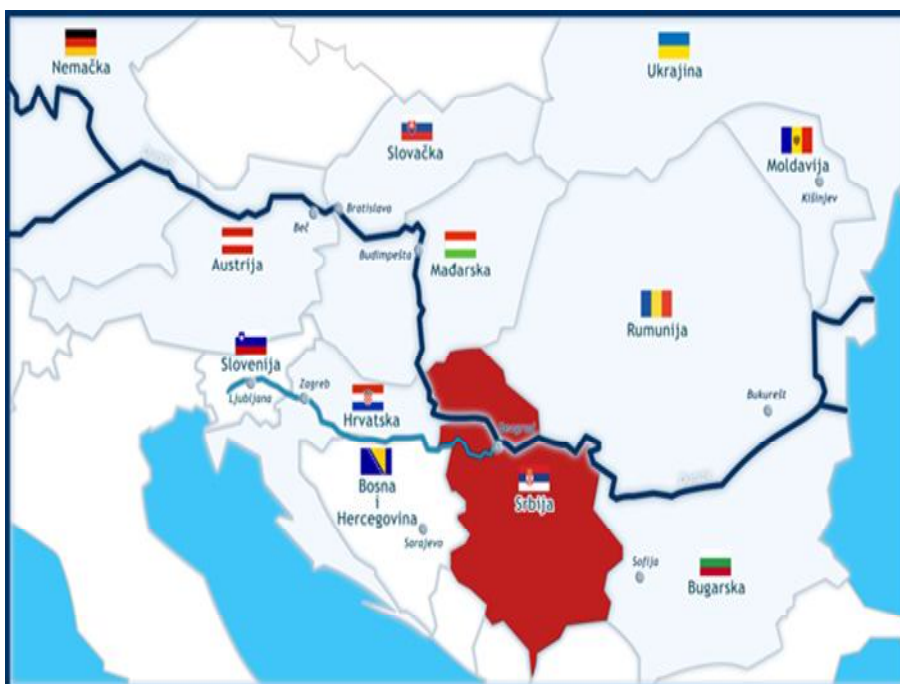 Nemačka
Ukrajina
Slovačka
Moldavija
Kišinjev
Bratislava
Beč
Budimpešta
Austrija
Mađarska
Rumunija
Slovenija
Ljubljana
Zagreb
Hrvatska
Bukurešt
Beograd
Bosna
i
Hercegovina
Srbija
Sarajevo
Sofija
Bugarska